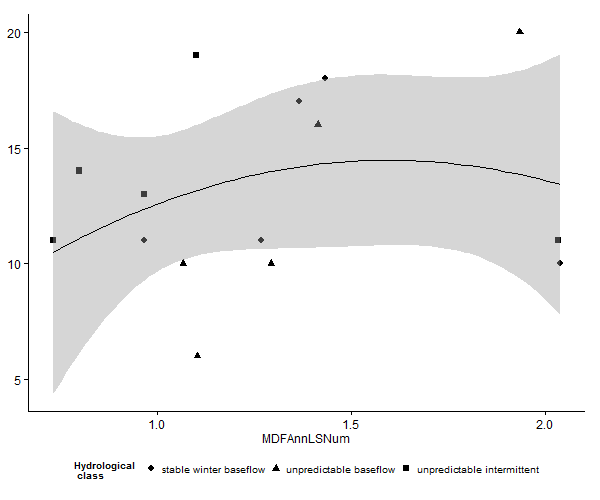 20
15
10
5
1.0 1.5 2.0
MDFAnnLSNum
Hydrological
class
stable winter baseflow unpredictable baseflow unpredictable intermittent